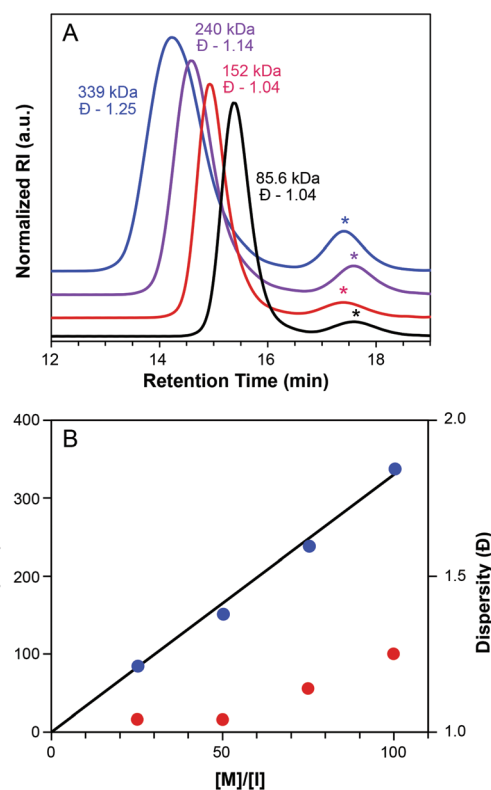 A
240 kDa
Đ - 1.14
152 kDa
Đ - 1.04
339 kDa
Đ - 1.25
85.6 kDa
Đ - 1.04
*
*
*
*
Normalized RI (a.u.)
12 14 16 18
Retention Time (min)
B
400
300
200
100
0
2.0
1.5
1.0
Dispersity (Đ)
0 50 100
[M]/[I]